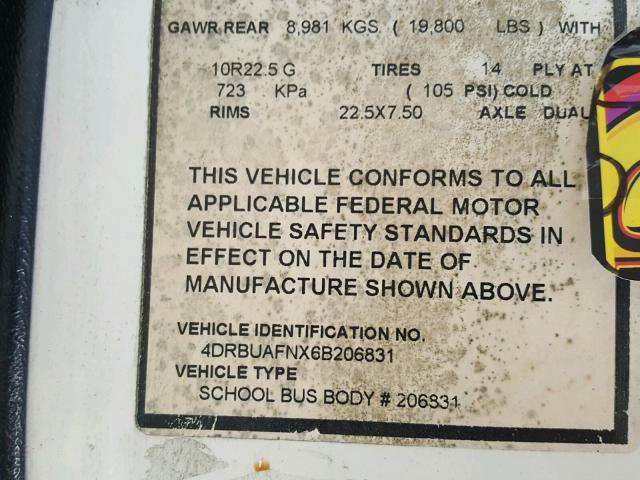 GAWR REAR 8,981 KGS ( 19,800 LBS ) WITH
10R22.5 G TIRES 14 PLY AT
723 KPa ( 105 PSI) COLD
RIMS 22.5X7.50 AXLE DUAL
THIS VEHICLE CONFORMS TO ALL
APPLICABLE FEDERAL MOTOR
VEHICLE SAFETY STANDARDS IN
EFFECT ON THE DATE OF
MANUFACTURE SHOWN ABOVE.
VEHICLE IDENTIFICATION NO.
4DRBUAFNX6B206831
VEHICLE TYPE
SCHOOL BUS BODY # 206831